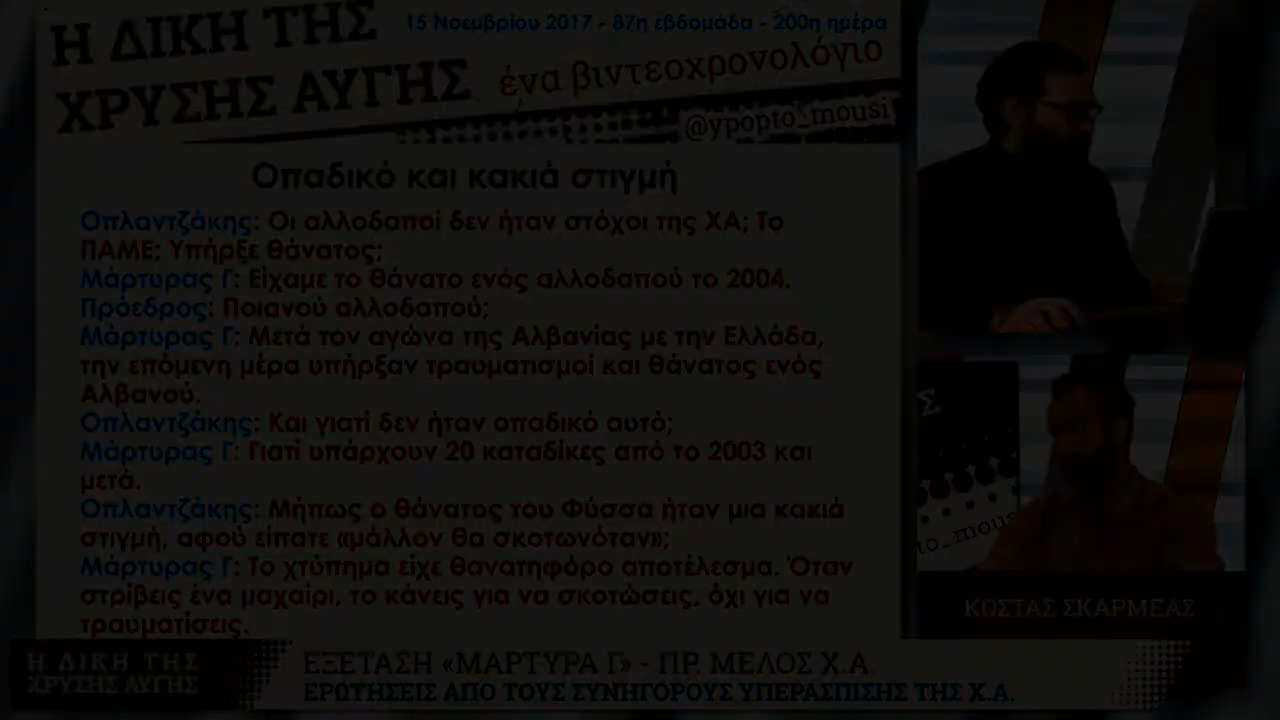 Η ΔΙΚΗ ΤΗΣ
ΧΡΥΣΗΣ ΑΥΓΗΣ
15 Νοεμβρίου 2017 - 87η εβδομάδα - 200η ημέρα
ένα βιντεοχρονολόγιο
@ypopto_mousi
Οπαδικό και κακιά στιγμή
Οπλαντζάκης: Οι αλλοδαποί δεν ήταν στόχοι της ΧΑ; Το
ΠΑΜΕ; Υπήρξε θάνατος;
Μάρτυρας Γ: Είχαμε το θάνατο ενός αλλοδαπού το 2004.
Πρόεδρος: Ποιανού αλλοδαπού;
Μάρτυρας Γ: Μετά τον αγώνα της Αλβανίας με την Ελλάδα,
την επόμενη μέρα υπήρξαν τραυματισμοί και θάνατος ενός
Αλβανού.
Οπλαντζάκης: Και γιατί δεν ήταν οπαδικό αυτό;
Μάρτυρας Γ: Γιατί υπάρχουν 20 καταδίκες από το 2003 και
μετά.
Οπλαντζάκης: Μήπως ο θάνατος του Φύσσα ήταν μια κακιά
στιγμή, αφού είπατε «μάλλον θα σκοτωνόταν»;
Μάρτυρας Γ: Το χτύπημα είχε θανατηφόρο αποτέλεσμα. Όταν
στρίβεις ένα μαχαίρι, το κάνεις για να σκοτώσεις, όχι για να
τραυματίσεις.
Σ
to_mous
ΚΩΣΤΑΣ ΣΚΑΡΜΕΑΣ
Η ΔΙΚΗ ΤΗΣ
ΧΡΥΣΗΣ ΑΥΓΗΣ
ΕΞΕΤΑΣΗ «ΜΑΡΤΥΡΑ Γ» - ΠΡ. ΜΕΛΟΣ Χ.Α.
ΕΡΩΤΗΣΕΙΣ ΑΠΟ ΤΟΥΣ ΣΥΝΗΓΟΡΟΥΣ ΥΠΕΡΑΣΠΙΣΗΣ ΤΗΣ Χ.Α.